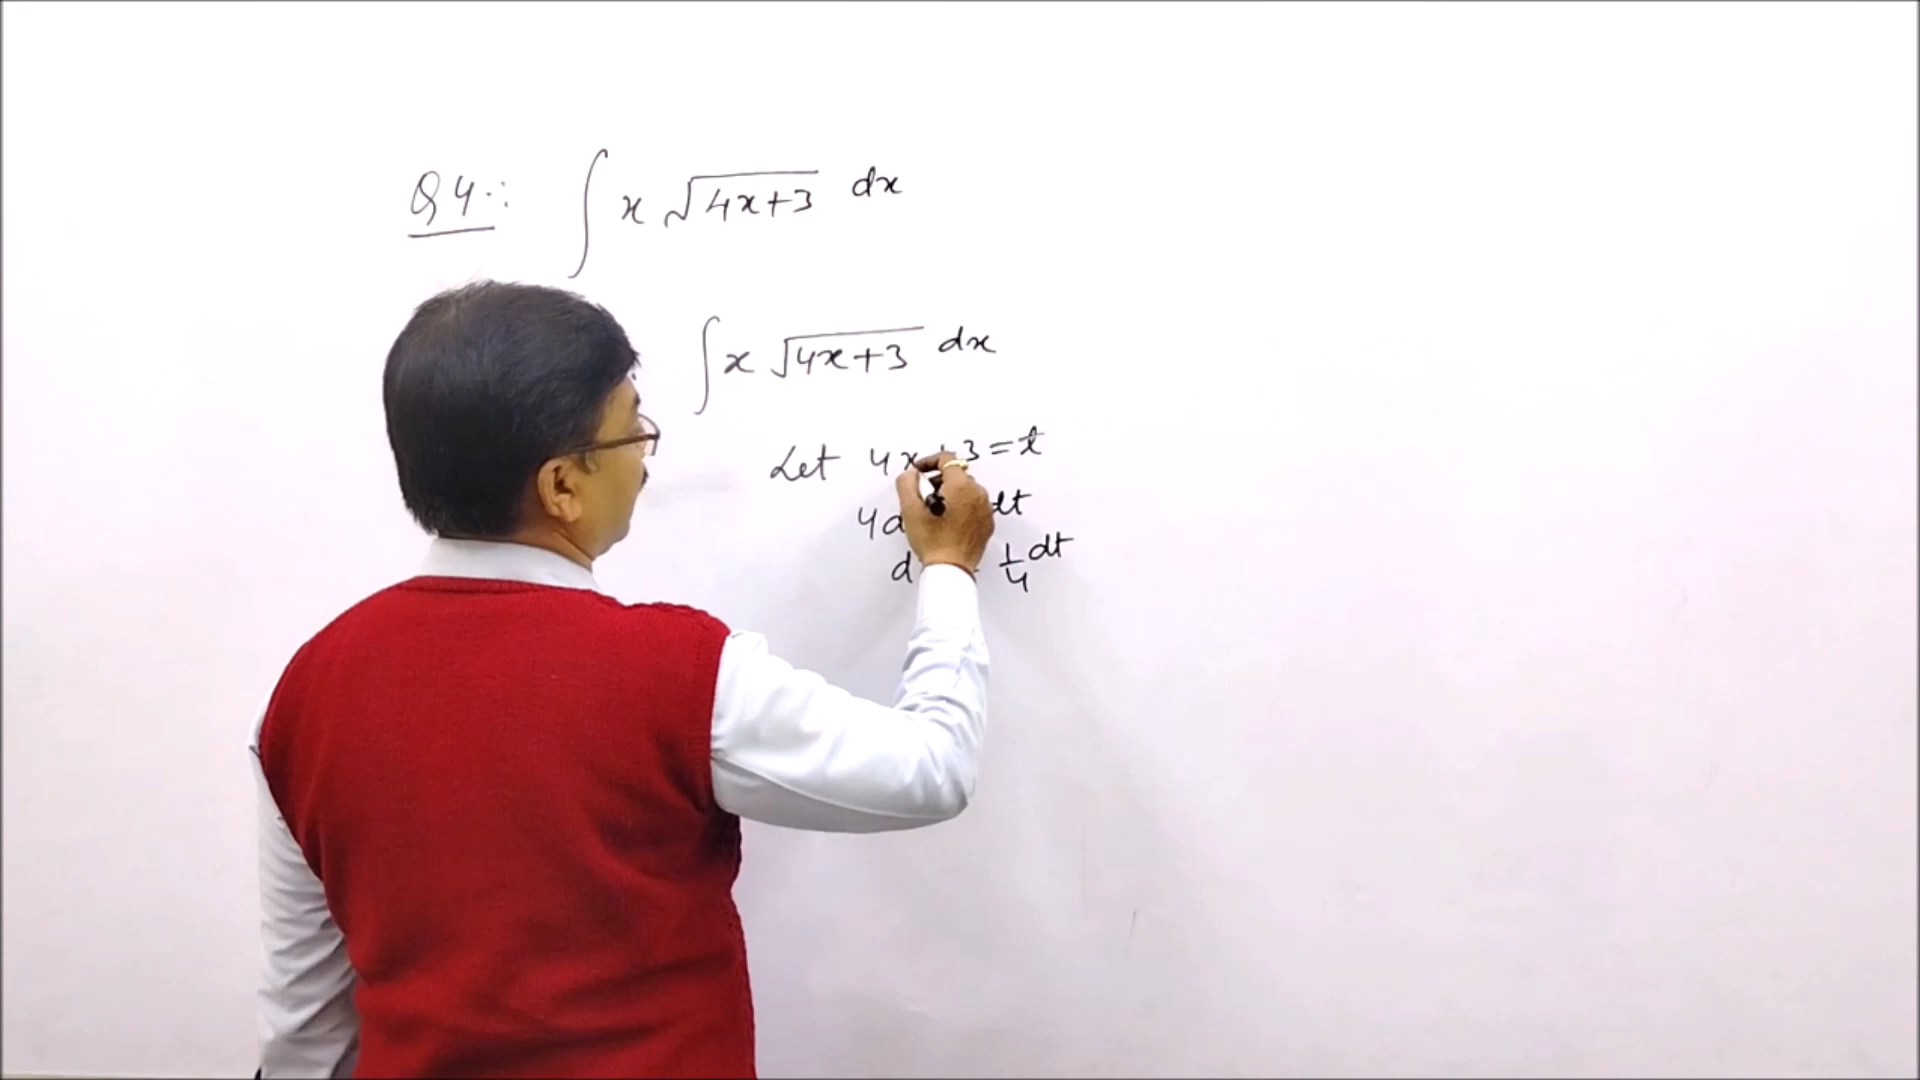 Q4.: ∫ x √4x+3 dx
∫ x √4x+3 dx
Let 4x+3=t
4d dt
d 1/4 dt